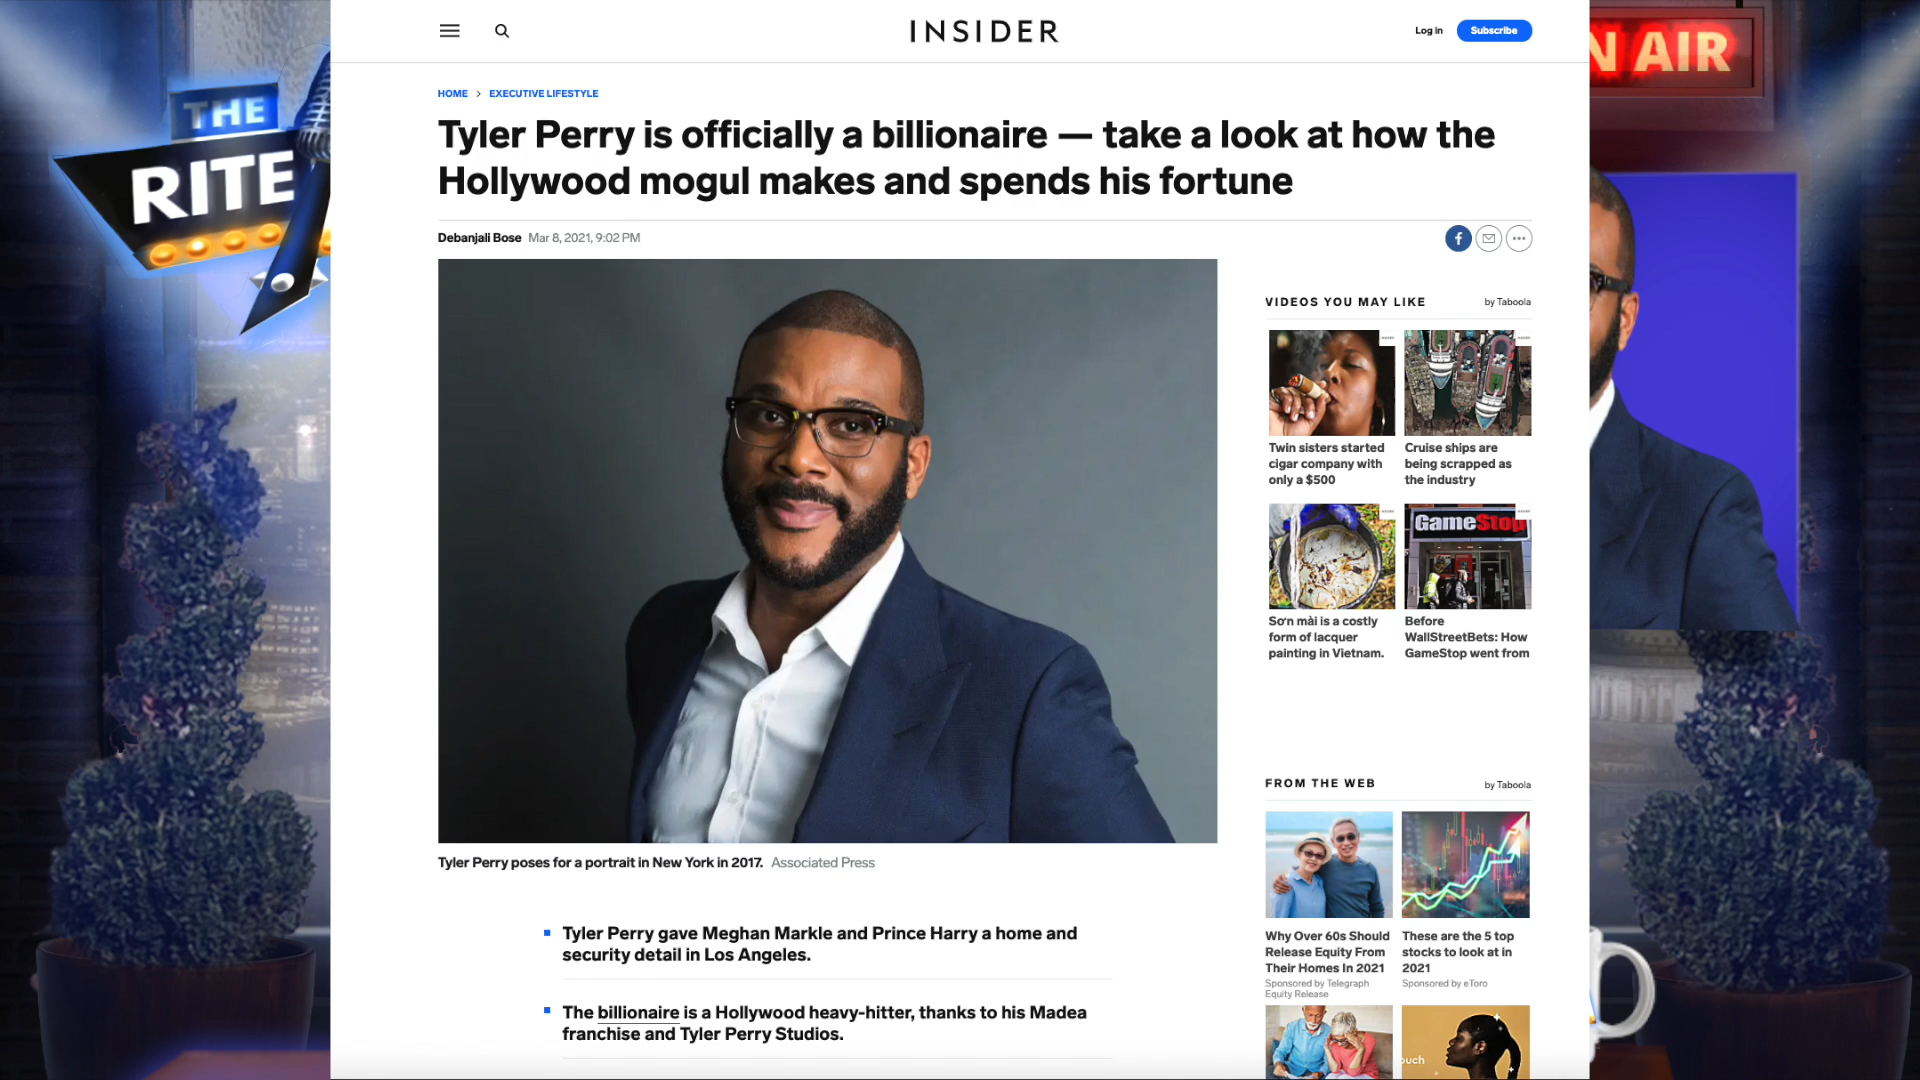 THE
RITE
N AIR
INSIDER
Log in
Subscribe
HOME > EXECUTIVE LIFESTYLE
Tyler Perry is officially a billionaire — take a look at how the
Hollywood mogul makes and spends his fortune
Debanjali Bose Mar 8, 2021, 9:02 PM
Tyler Perry poses for a portrait in New York in 2017. Associated Press
Tyler Perry gave Meghan Markle and Prince Harry a home and
security detail in Los Angeles.
The billionaire is a Hollywood heavy-hitter, thanks to his Madea
franchise and Tyler Perry Studios.
VIDEOS YOU MAY LIKE
by Taboola
Twin sisters started
cigar company with
only a $500
Cruise ships are
being scrapped as
the industry
GameStop
Sơn mài is a costly
form of lacquer
painting in Vietnam.
Before
WallStreetBets: How
GameStop went from
FROM THE WEB
by Taboola
Why Over 60s Should
Release Equity From
Their Homes In 2021
Sponsored by Telegraph
Equity Release
These are the 5 top
stocks to look at in
2021
Sponsored by eToro
ouch